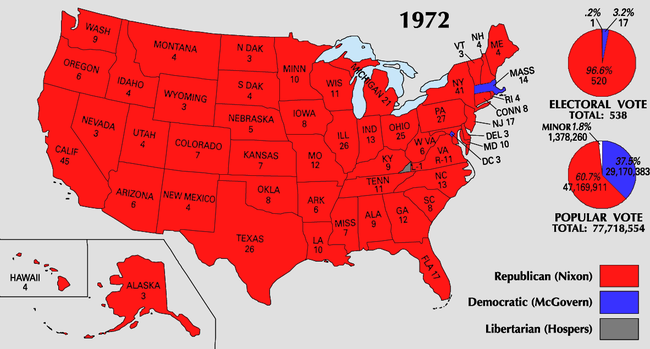 1972
WASH
9
OREGON
6
CALIF
45
NEVADA
3
IDAHO
4
MONTANA
4
WYOMING
3
UTAH
4
COLORADO
7
ARIZONA
6
NEW MEXICO
4
N DAK
3
S DAK
4
NEBRASKA
5
KANSAS
7
OKLA
8
TEXAS
26
MINN
10
IOWA
8
MO
12
ARK
6
LA
10
WIS
11
ILL
26
MICHIGAN 21
IND
13
OHIO
25
KY
9
TENN
11
MISS
7
ALA
9
GA
12
FLA 17
SC
8
NC
13
VA
R-11
L-1
W VA
6
PA
27
NY
41
VT
3
NH
4
ME
4
MASS
14
RI 4
CONN 8
NJ 17
DEL 3
MD 10
DC 3
HAWAII
4
ALASKA
3
.2%
1
3.2%
17
96.6%
520
ELECTORAL VOTE
TOTAL: 538
MINOR 1.8%
1,378,260
37.5%
29,170,383
60.7%
47,169,911
POPULAR VOTE
TOTAL: 77,718,554
Republican (Nixon)
Democratic (McGovern)
Libertarian (Hospers)